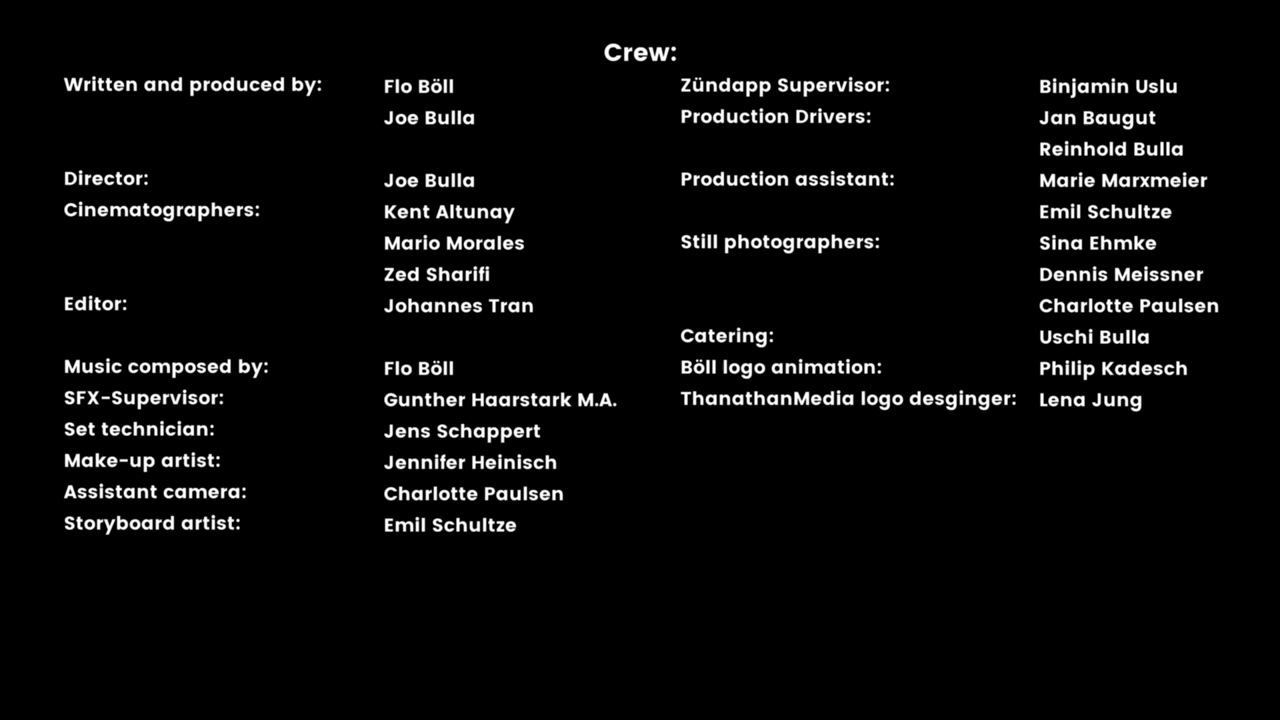 Crew:
Written and produced by: Flo Böll
Joe Bulla
Director: Joe Bulla
Cinematographers: Kent Altunay
Mario Morales
Zed Sharifi
Editor: Johannes Tran
Music composed by: Flo Böll
SFX-Supervisor: Gunther Haarstark M.A.
Set technician: Jens Schappert
Make-up artist: Jennifer Heinisch
Assistant camera: Charlotte Paulsen
Storyboard artist: Emil Schultze
Zündapp Supervisor: Binjamin Uslu
Production Drivers: Jan Baugut
Reinhold Bulla
Production assistant: Marie Marxmeier
Emil Schultze
Still photographers: Sina Ehmke
Dennis Meissner
Charlotte Paulsen
Catering: Uschi Bulla
Böll logo animation: Philip Kadesch
ThanathanMedia logo desginger: Lena Jung